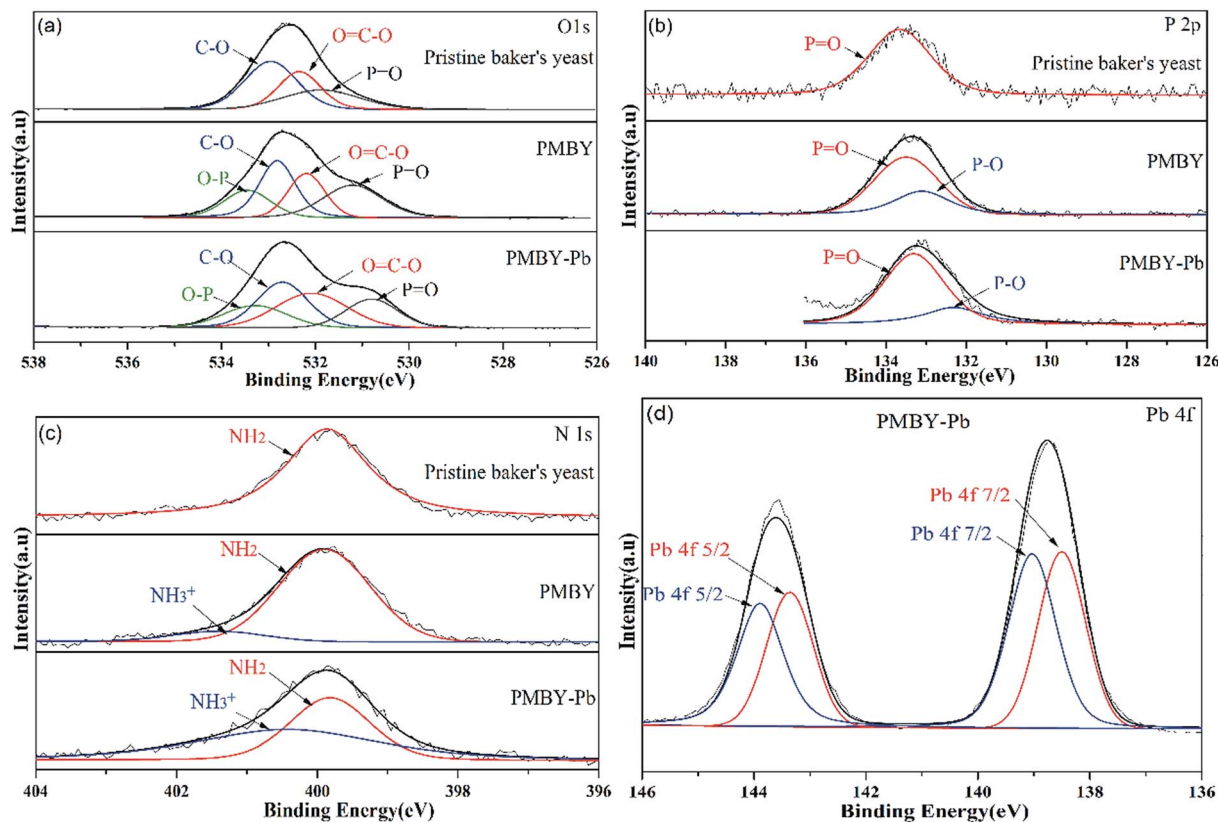 (a)
O1s
C-O
O=C-O
P=O
Pristine baker's yeast
C-O
PMBY
O=C-O
O-P
P=O
C-O
PMBY-Pb
O=C-O
O-P
P=O
Intensity(a.u)
538 536 534 532 530 528 526
Binding Energy(eV)
(b)
P 2p
P=O
Pristine baker's yeast
PMBY
P=O
P-O
PMBY-Pb
P=O
P-O
Intensity(a.u)
140 138 136 134 132 130 128 126
Binding Energy(eV)
(c)
N 1s
NH2
Pristine baker's yeast
NH2
PMBY
NH3+
NH2
PMBY-Pb
NH3+
Intensity(a.u)
404 402 400 398 396
Binding Energy(eV)
(d)
PMBY-Pb
Pb 4f
Pb 4f 7/2
Pb 4f 7/2
Pb 4f 5/2
Pb 4f 5/2
Intensity(a.u)
146 144 142 140 138 136
Binding Energy(eV)